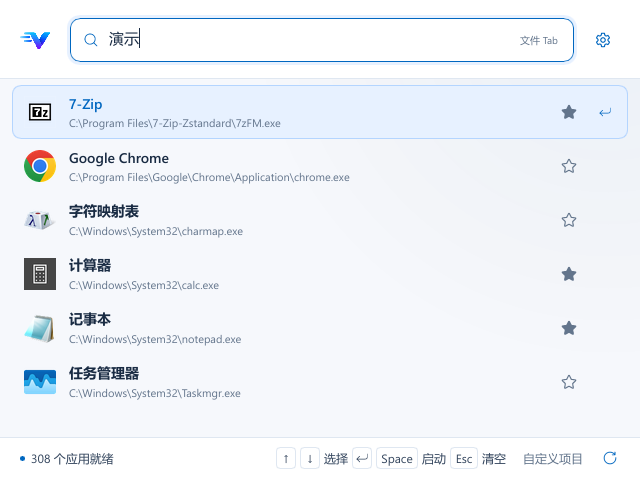 演示
文件 Tab
7-Zip
C:\Program Files\7-Zip-Zstandard\7zFM.exe
Google Chrome
C:\Program Files\Google\Chrome\Application\chrome.exe
字符映射表
C:\Windows\System32\charmap.exe
计算器
C:\Windows\System32\calc.exe
记事本
C:\Windows\System32\notepad.exe
任务管理器
C:\Windows\System32\Taskmgr.exe
308 个应用就绪
↑ ↓ 选择 ↵ Space 启动 Esc 清空 自定义项目